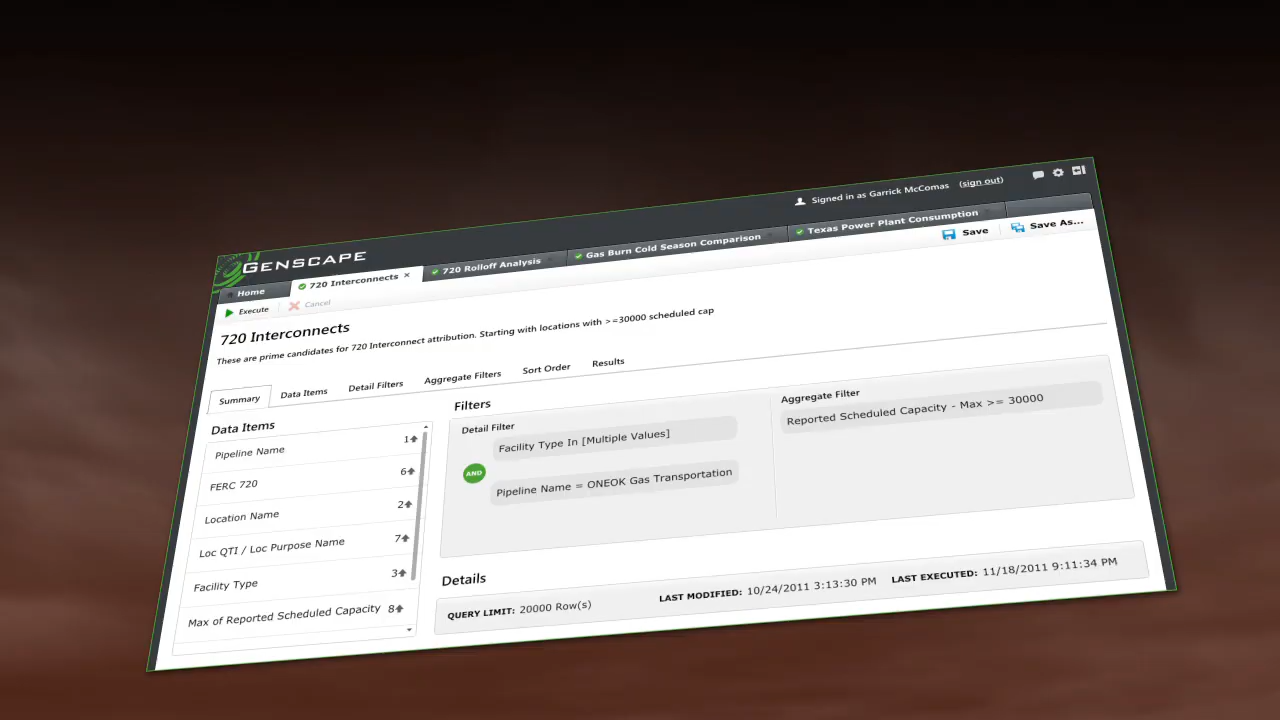 Signed in as Garrick McComas (sign out)
GENSCAPE
Home
720 Interconnects
720 Rolloff Analysis
Gas Burn Cold Season Comparison
Texas Power Plant Consumption
Execute
Cancel
Save
Save As...
720 Interconnects
These are prime candidates for 720 Interconnect attribution. Starting with locations with >=30000 scheduled cap
Summary
Data Items
Detail Filters
Aggregate Filters
Sort Order
Results
Data Items
Pipeline Name 1
FERC 720 6
Location Name 2
Loc QTI / Loc Purpose Name 7
Facility Type 3
Max of Reported Scheduled Capacity 8
Filters
Detail Filter
Facility Type In [Multiple Values]
AND
Pipeline Name = ONEOK Gas Transportation
Aggregate Filter
Reported Scheduled Capacity - Max >= 30000
Details
QUERY LIMIT: 20000 Row(s)
LAST MODIFIED: 10/24/2011 3:13:30 PM
LAST EXECUTED: 11/18/2011 9:11:34 PM